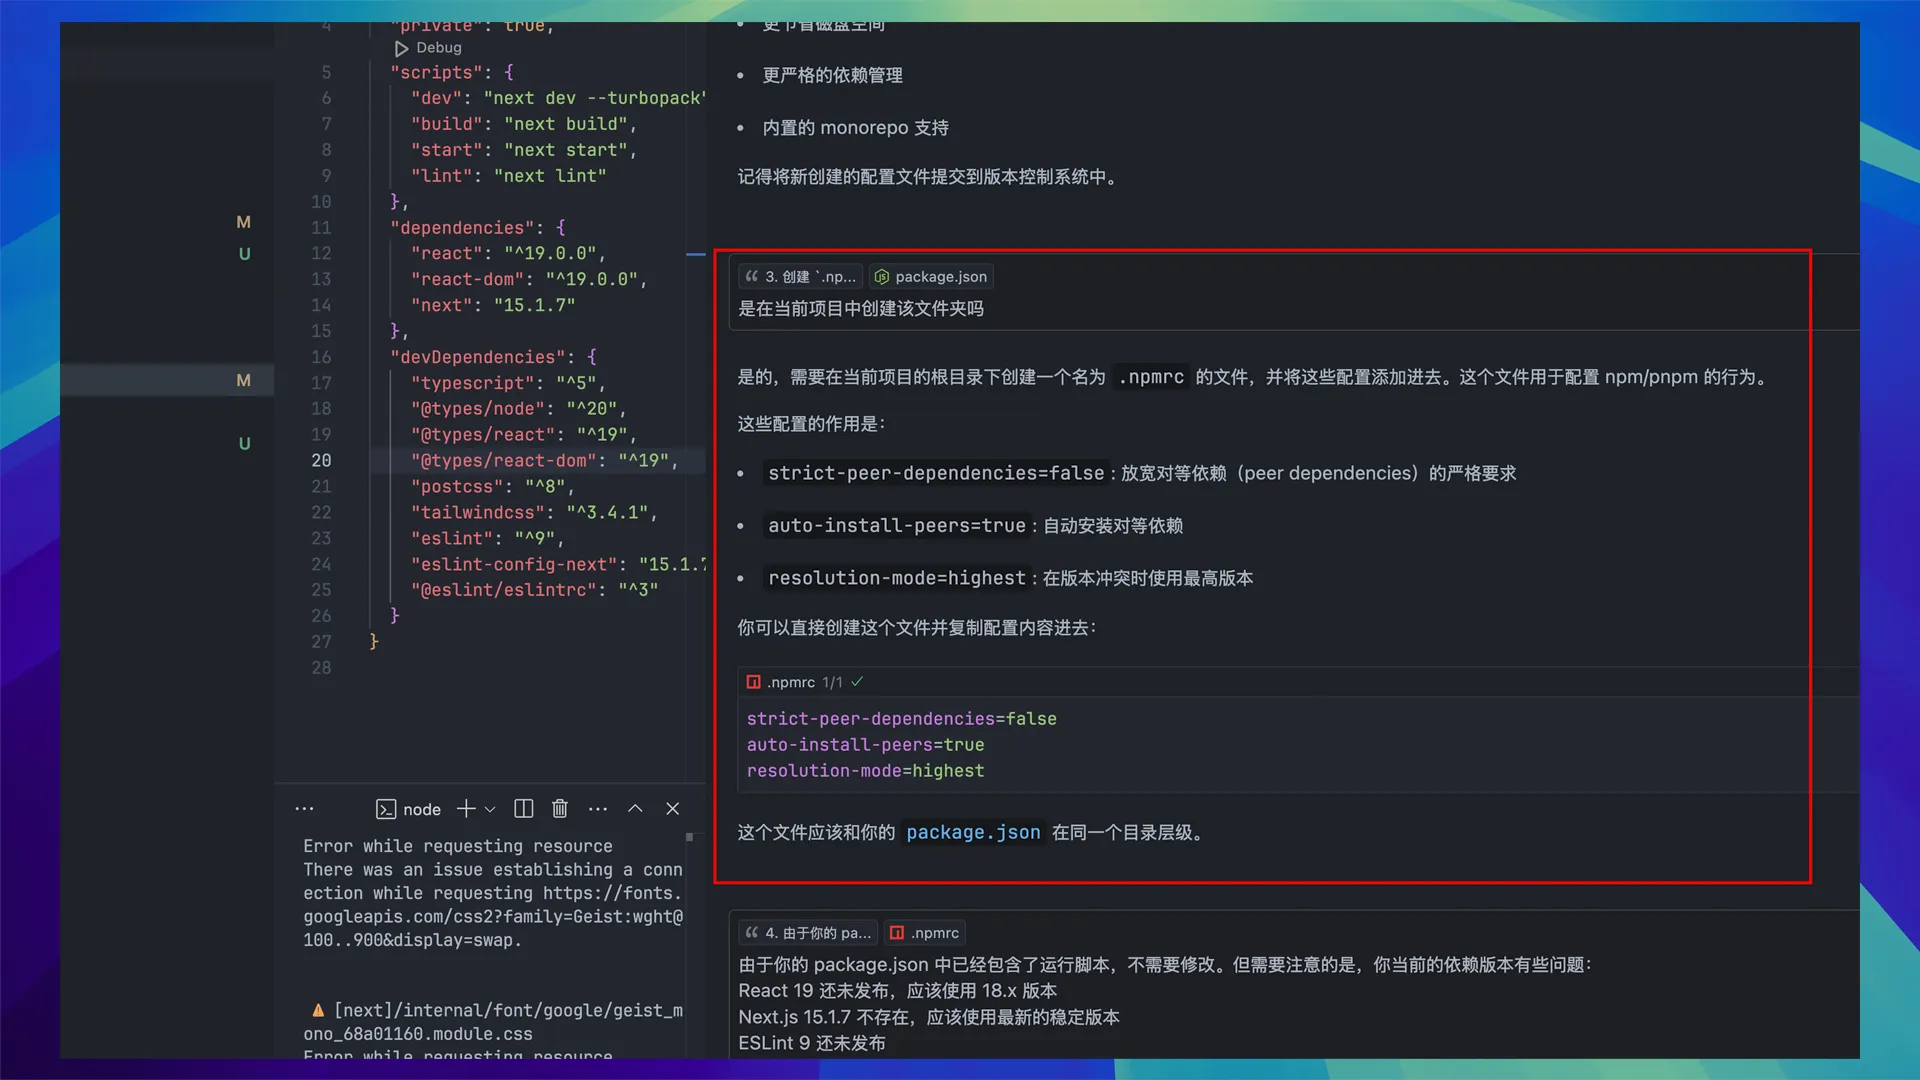 M
U
M
U
4 "private": true,
Debug
5 "scripts": {
6 "dev": "next dev --turbopack"
7 "build": "next build",
8 "start": "next start",
9 "lint": "next lint"
10 },
11 "dependencies": {
12 "react": "^19.0.0",
13 "react-dom": "^19.0.0",
14 "next": "15.1.7"
15 },
16 "devDependencies": {
17 "typescript": "^5",
18 "@types/node": "^20",
19 "@types/react": "^19",
20 "@types/react-dom": "^19",
21 "postcss": "^8",
22 "tailwindcss": "^3.4.1",
23 "eslint": "^9",
24 "eslint-config-next": "15.1.7
25 "@eslint/eslintrc": "^3"
26 }
27 }
28
node
Error while requesting resource
There was an issue establishing a conn
ection while requesting https://fonts.
googleapis.com/css2?family=Geist:wght@
100..900&display=swap.
[next]/internal/font/google/geist_m
ono_68a01160.module.css
Error while requesting resource
• 更节省磁盘空间
• 更严格的依赖管理
• 内置的 monorepo 支持
记得将新创建的配置文件提交到版本控制系统中。
3. 创建 `.np... package.json
是在当前项目中创建该文件夹吗
是的，需要在当前项目的根目录下创建一个名为 .npmrc 的文件，并将这些配置添加进去。这个文件用于配置 npm/pnpm 的行为。
这些配置的作用是：
• strict-peer-dependencies=false：放宽对等依赖（peer dependencies）的严格要求
• auto-install-peers=true：自动安装对等依赖
• resolution-mode=highest：在版本冲突时使用最高版本
你可以直接创建这个文件并复制配置内容进去：
.npmrc 1/1 ✓
strict-peer-dependencies=false
auto-install-peers=true
resolution-mode=highest
这个文件应该和你的 package.json 在同一个目录层级。
4. 由于你的 pa... .npmrc
由于你的 package.json 中已经包含了运行脚本，不需要修改。但需要注意的是，你当前的依赖版本有些问题：
React 19 还未发布，应该使用 18.x 版本
Next.js 15.1.7 不存在，应该使用最新的稳定版本
ESLint 9 还未发布